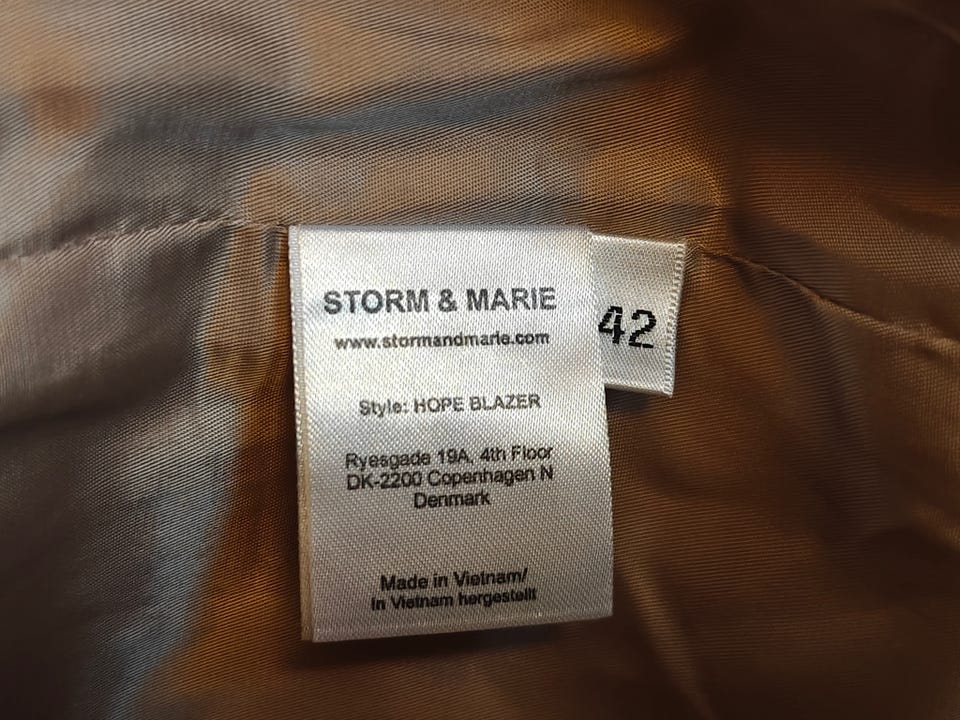 STORM & MARIE
www.stormandmarie.com
Style: HOPE BLAZER
Ryesgade 19A, 4th Floor
DK-2200 Copenhagen N
Denmark
Made in Vietnam/
In Vietnam hergestellt
42